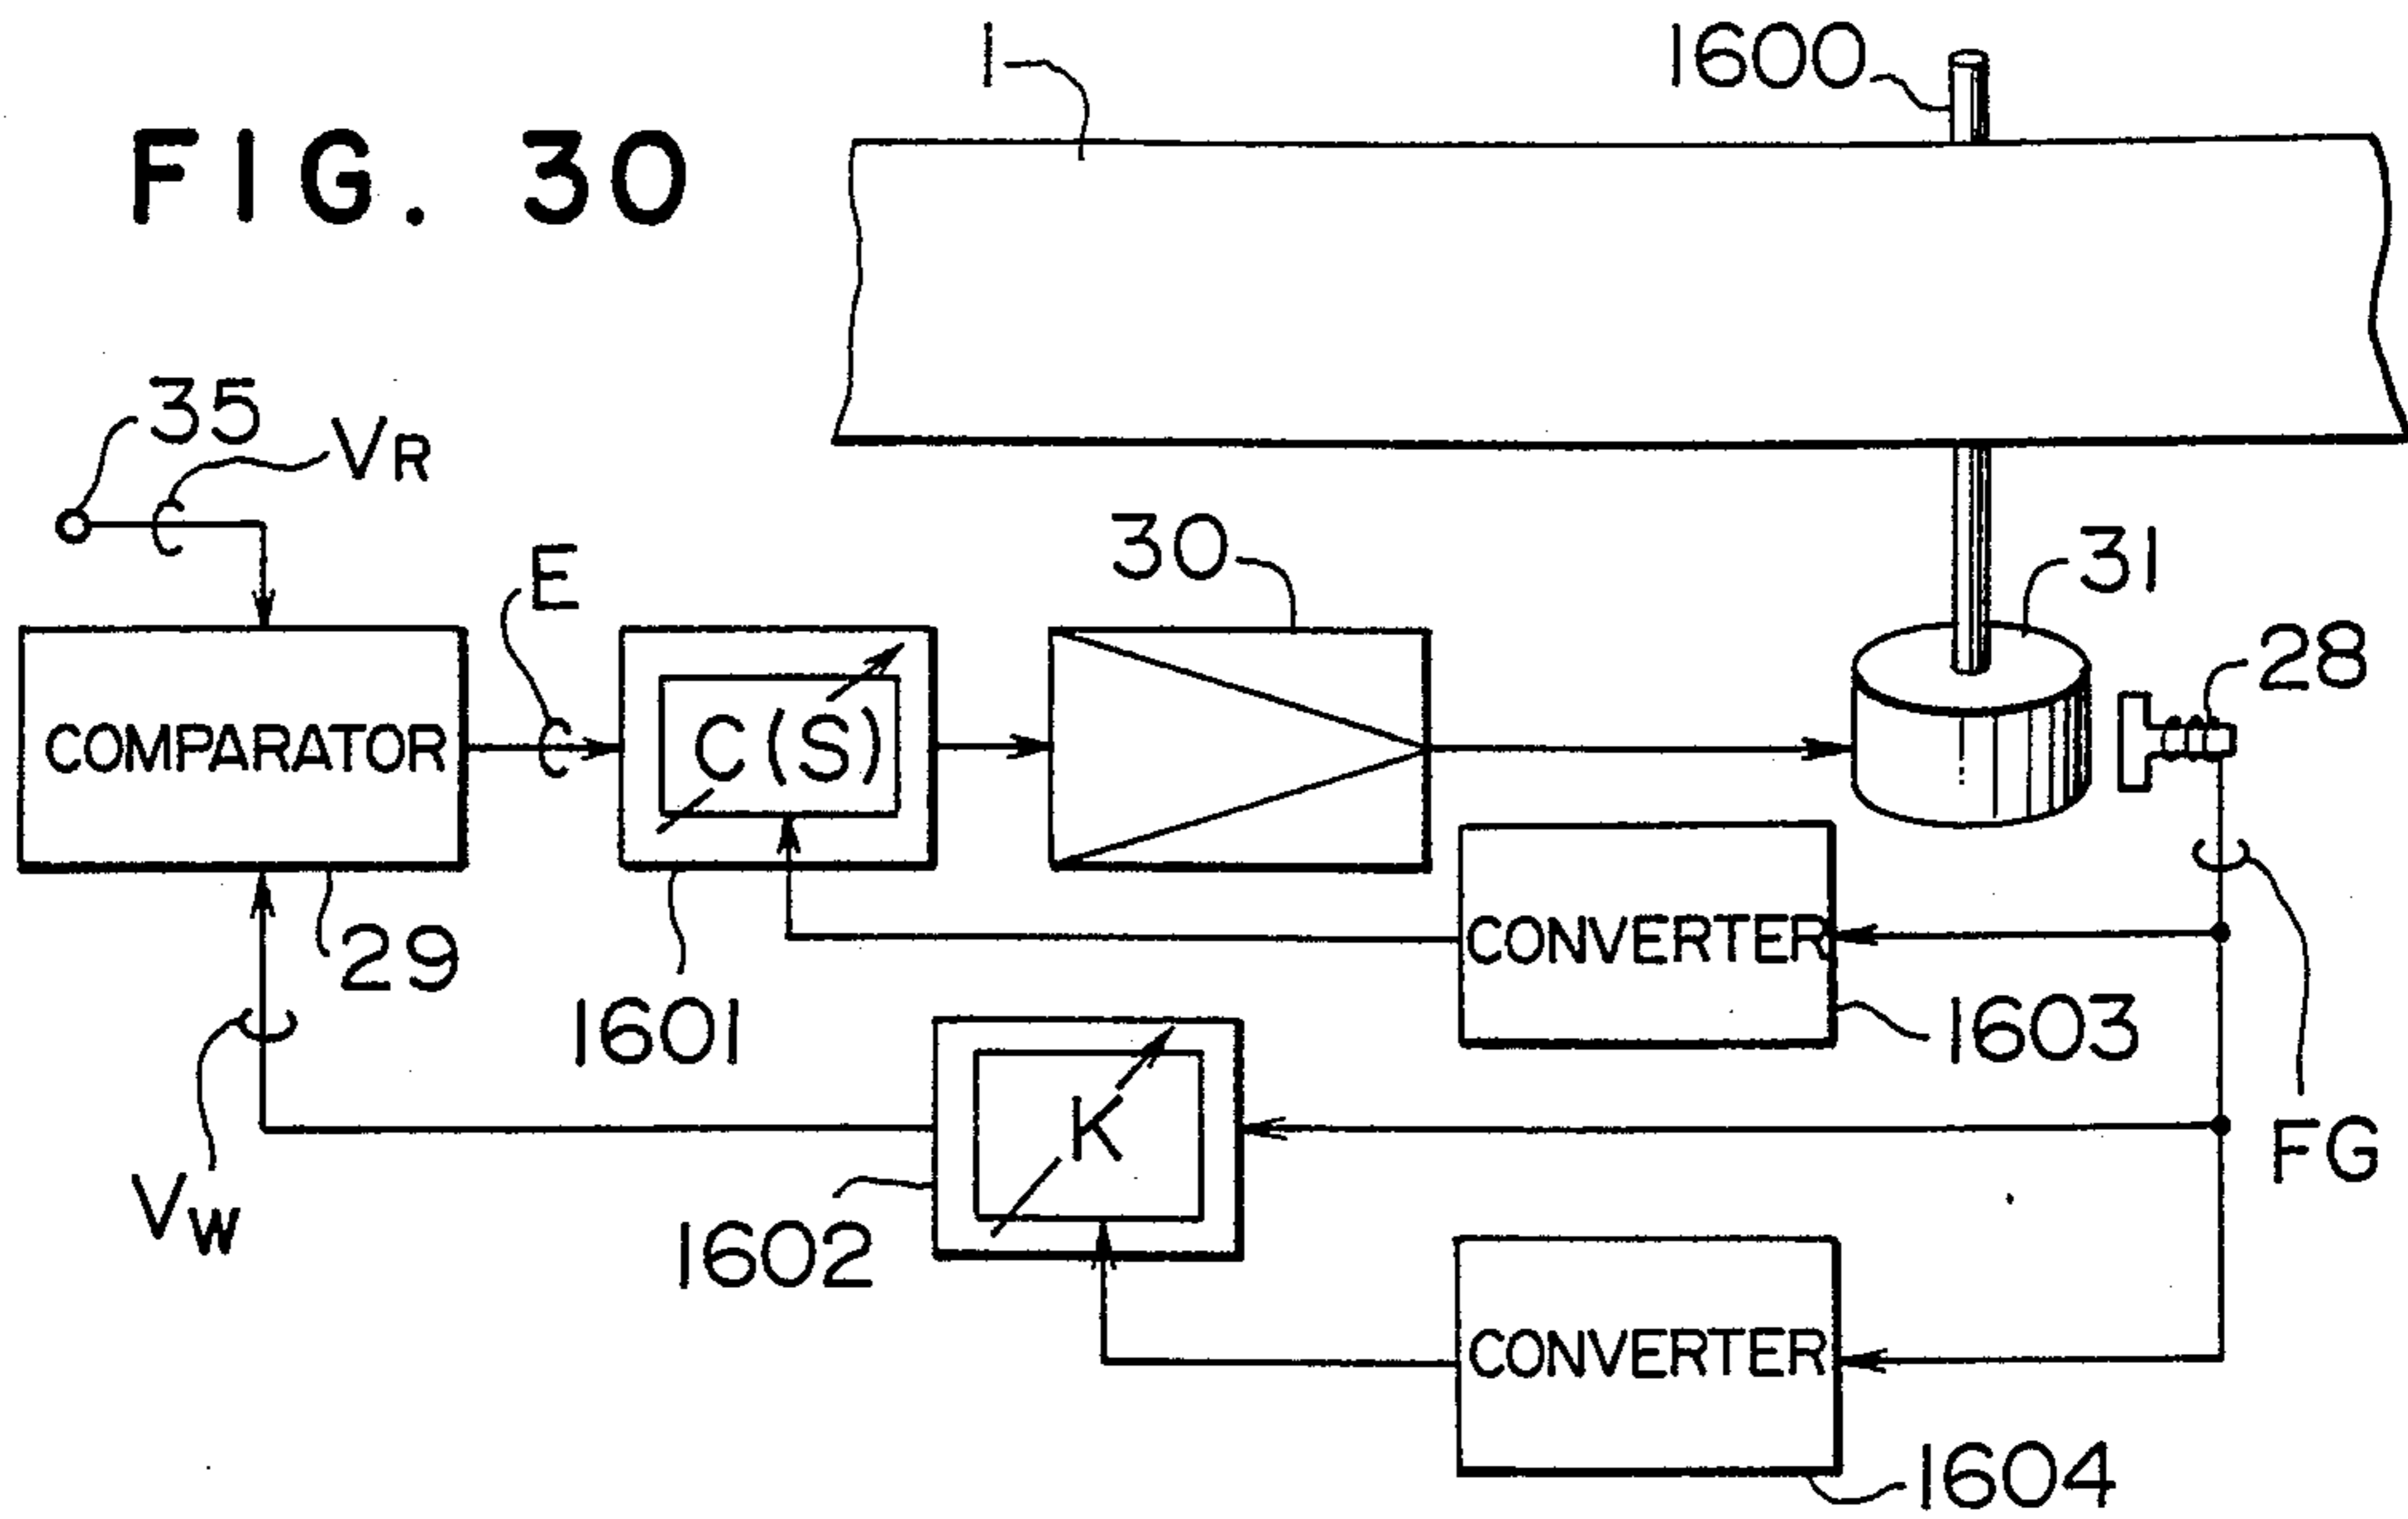 FIG. 30
1
1600
35
VR
E
30
31
28
COMPARATOR
C(S)
29
CONVERTER
1601
1603
K
FG
VW
1602
CONVERTER
1604